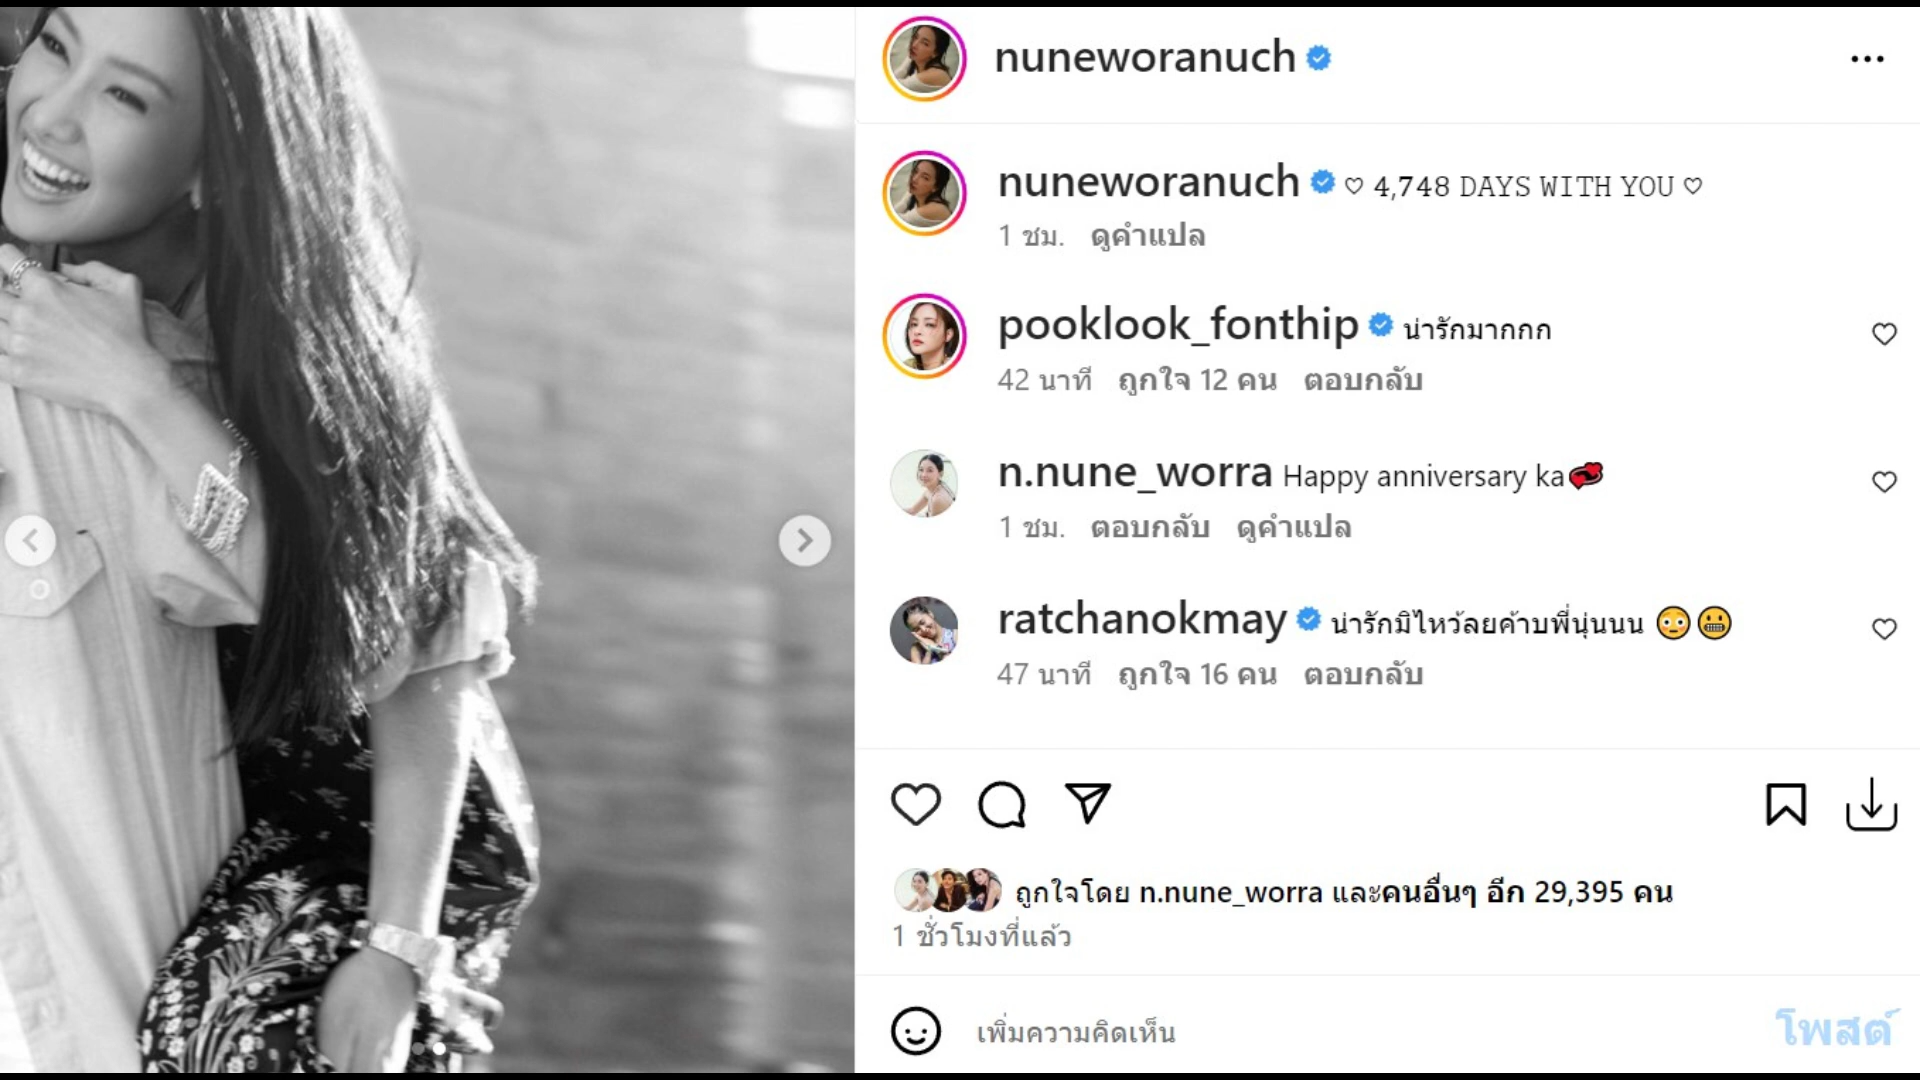 nuneworanuch
nuneworanuch ♡ 4,748 DAYS WITH YOU ♡
1 ชม. ดูคำแปล
pooklook_fonthip น่ารักมากกก
42 นาที ถูกใจ 12 คน ตอบกลับ
n.nune_worra Happy anniversary ka💞
1 ชม. ตอบกลับ ดูคำแปล
ratchanokmay น่ารักมิไหว้ลยค้าบพี่นุ่นนน 😳😬
47 นาที ถูกใจ 16 คน ตอบกลับ
ถูกใจโดย n.nune_worra และคนอื่นๆ อีก 29,395 คน
1 ชั่วโมงที่แล้ว
เพิ่มความคิดเห็น
โพสต์